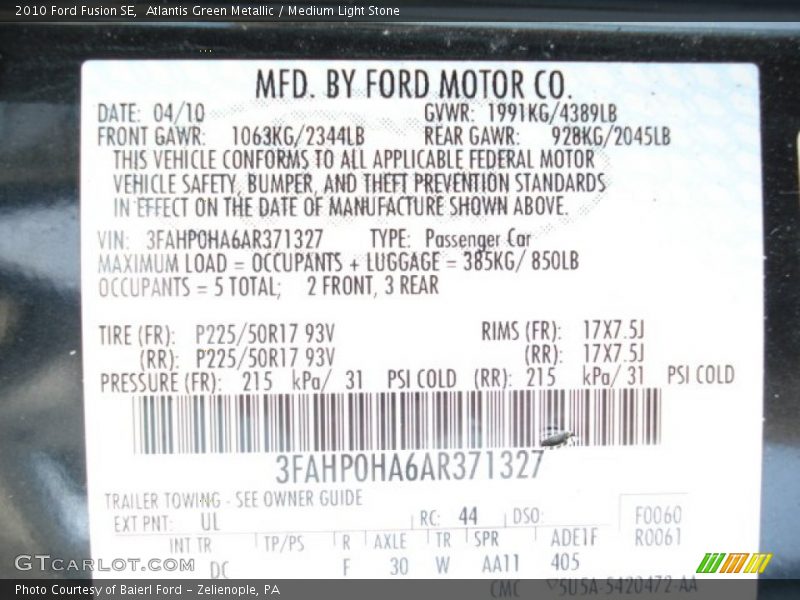 2010 Ford Fusion SE,  Atlantis Green Metallic / Medium Light Stone
MFD. BY FORD MOTOR CO.
DATE: 04/10 GVWR: 1991KG/4389LB
FRONT GAWR: 1063KG/2344LB REAR GAWR: 928KG/2045LB
THIS VEHICLE CONFORMS TO ALL APPLICABLE FEDERAL MOTOR
VEHICLE SAFETY, BUMPER, AND THEFT PREVENTION STANDARDS
IN EFFECT ON THE DATE OF MANUFACTURE SHOWN ABOVE.
VIN: 3FAHP0HA6AR371327 TYPE: Passenger Car
MAXIMUM LOAD = OCCUPANTS + LUGGAGE = 385KG/ 850LB
OCCUPANTS = 5 TOTAL; 2 FRONT, 3 REAR
TIRE (FR): P225/50R17 93V RIMS (FR): 17X7.5J
(RR): P225/50R17 93V (RR): 17X7.5J
PRESSURE (FR): 215 kPa/ 31 PSI COLD (RR): 215 kPa/ 31 PSI COLD
3FAHP0HA6AR371327
TRAILER TOWING - SEE OWNER GUIDE
EXT PNT: UL RC: 44 DSO: F0060
INT TR TP/PS R AXLE TR SPR ADE1F R0061
DC F 30 W AA11 405
GTCarlot.com
CMC 5U5A-5420472-AA
Photo Courtesy of Baierl Ford – Zelienople, PA